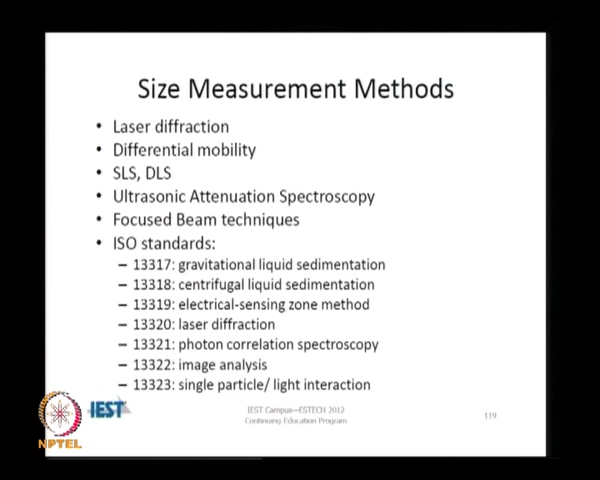 Size Measurement Methods
• Laser diffraction
• Differential mobility
• SLS, DLS
• Ultrasonic Attenuation Spectroscopy
• Focused Beam techniques
• ISO standards:
– 13317: gravitational liquid sedimentation
– 13318: centrifugal liquid sedimentation
– 13319: electrical-sensing zone method
– 13320: laser diffraction
– 13321: photon correlation spectroscopy
– 13322: image analysis
– 13323: single particle/ light interaction
IEST
NPTEL
IEST Campus—ESTECH 2012
Continuing Education Program
119